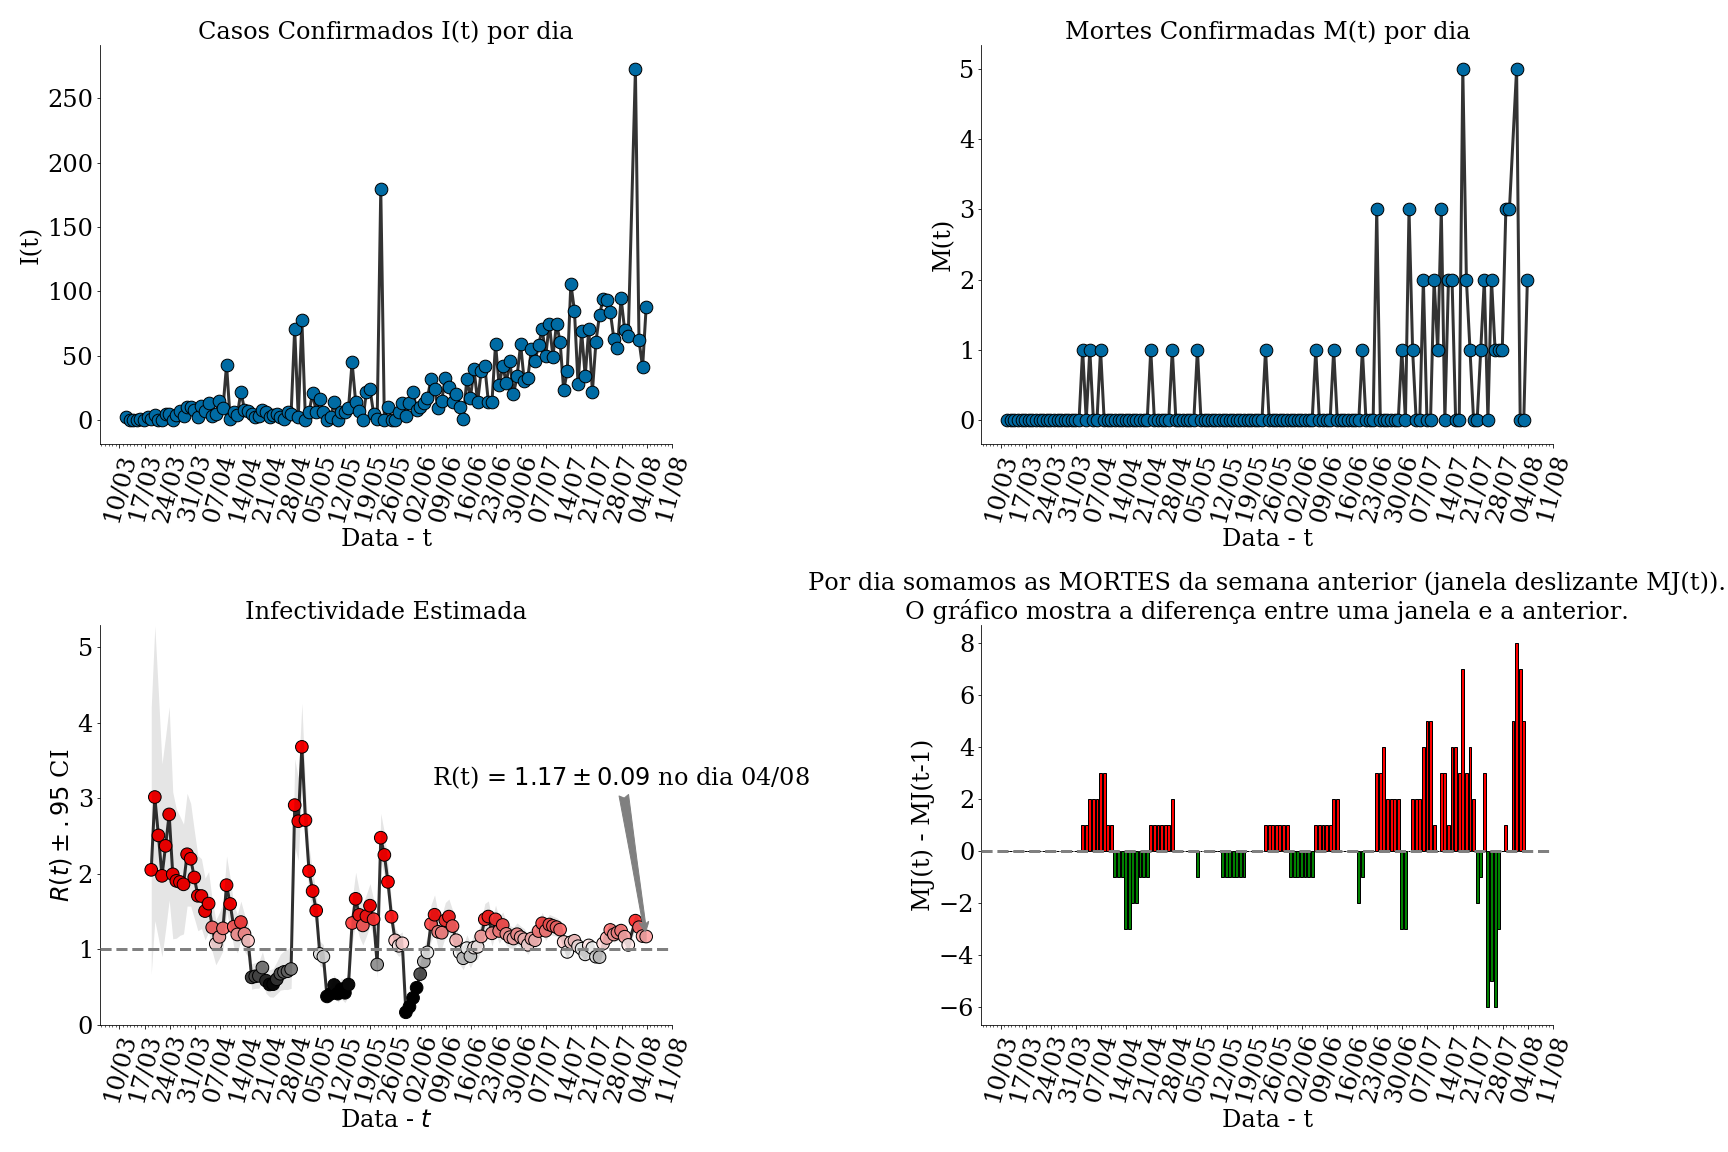 Casos Confirmados I(t) por dia
I(t)
250
200
150
100
50
0
10/03 17/03 24/03 31/03 07/04 14/04 21/04 28/04 05/05 12/05 19/05 26/05 02/06 09/06 16/06 23/06 30/06 07/07 14/07 21/07 28/07 04/08 11/08
Data - t
Mortes Confirmadas M(t) por dia
M(t)
5
4
3
2
1
0
10/03 17/03 24/03 31/03 07/04 14/04 21/04 28/04 05/05 12/05 19/05 26/05 02/06 09/06 16/06 23/06 30/06 07/07 14/07 21/07 28/07 04/08 11/08
Data - t
Infectividade Estimada
R(t) ± .95 CI
5
4
3
2
1
0
R(t) = 1.17 ± 0.09 no dia 04/08
10/03 17/03 24/03 31/03 07/04 14/04 21/04 28/04 05/05 12/05 19/05 26/05 02/06 09/06 16/06 23/06 30/06 07/07 14/07 21/07 28/07 04/08 11/08
Data - t
Por dia somamos as MORTES da semana anterior (janela deslizante MJ(t)).
O gráfico mostra a diferença entre uma janela e a anterior.
MJ(t) - MJ(t-1)
8
6
4
2
0
−2
−4
−6
10/03 17/03 24/03 31/03 07/04 14/04 21/04 28/04 05/05 12/05 19/05 26/05 02/06 09/06 16/06 23/06 30/06 07/07 14/07 21/07 28/07 04/08 11/08
Data - t